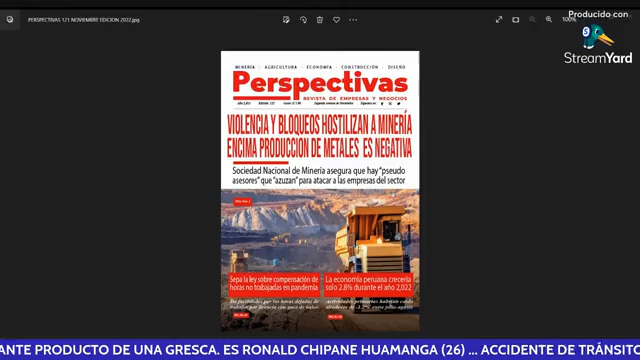 PERSPECTIVAS 121 NOVIEMBRE EDICION 2022.jpg
100%
Producido con
StreamYard
MINERÍA - AGRICULTURA - ECONOMÍA - CONSTRUCCIÓN - DISEÑO
Perspectivas
REVISTA DE EMPRESAS Y NEGOCIOS
VIOLENCIA Y BLOQUEOS HOSTILIZAN A MINERÍA
ENCIMA PRODUCCION DE METALES ES NEGATIVA
Sociedad Nacional de Mineria asegura que hay "pseudo
asesores" que "azuzan" para atacar a las empresas del sector
Sepa la ley sobre compensación de
horas no trabajadas en pandemia
La economía peruana crecería
solo 2.8% durante el año 2,022
ANTE PRODUCTO DE UNA GRESCA. ES RONALD CHIPANE HUAMANGA (26) ... ACCIDENTE DE TRÁNSITO